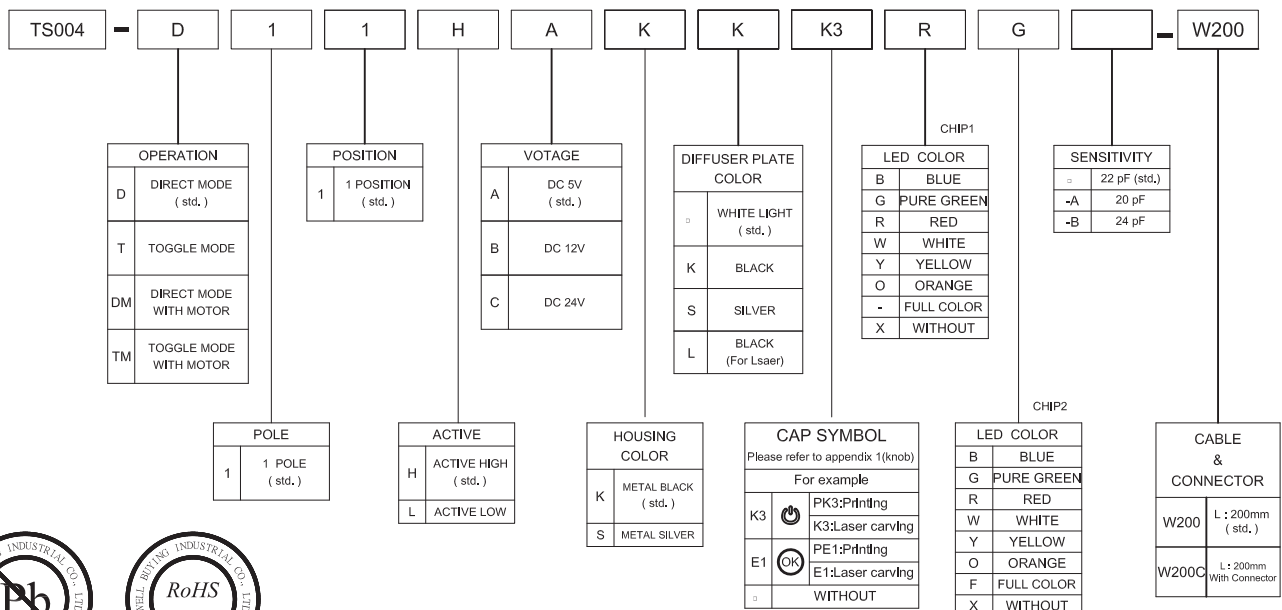 TS004 - D 1 1 H A K K K3 R G - W200
OPERATION
D DIRECT MODE
( std. )
T TOGGLE MODE
DM DIRECT MODE
WITH MOTOR
TM TOGGLE MODE
WITH MOTOR
POSITION
1 1 POSITION
( std. )
VOTAGE
A DC 5V
( std. )
B DC 12V
C DC 24V
DIFFUSER PLATE
COLOR
□ WHITE LIGHT
( std. )
K BLACK
S SILVER
L BLACK
(For Lsaer)
CHIP1
LED COLOR
B BLUE
G PURE GREEN
R RED
W WHITE
Y YELLOW
O ORANGE
- FULL COLOR
X WITHOUT
SENSITIVITY
□ 22 pF (std.)
-A 20 pF
-B 24 pF
POLE
1 1 POLE
( std. )
ACTIVE
H ACTIVE HIGH
( std. )
L ACTIVE LOW
HOUSING
COLOR
K METAL BLACK
( std. )
S METAL SILVER
CAP SYMBOL
Please refer to appendix 1(knob)
For example
K3 PK3:Printing
K3:Laser carving
E1 OK PE1:Printing
E1:Laser carving
□ WITHOUT
CHIP2
LED COLOR
B BLUE
G PURE GREEN
R RED
W WHITE
Y YELLOW
O ORANGE
F FULL COLOR
X WITHOUT
CABLE
&
CONNECTOR
W200 L : 200mm
( std. )
W200C L : 200mm
With Connector
INDUSTRIAL CO., LTD
Pb
BUYING INDUSTRIAL CO., LTD
RoHS